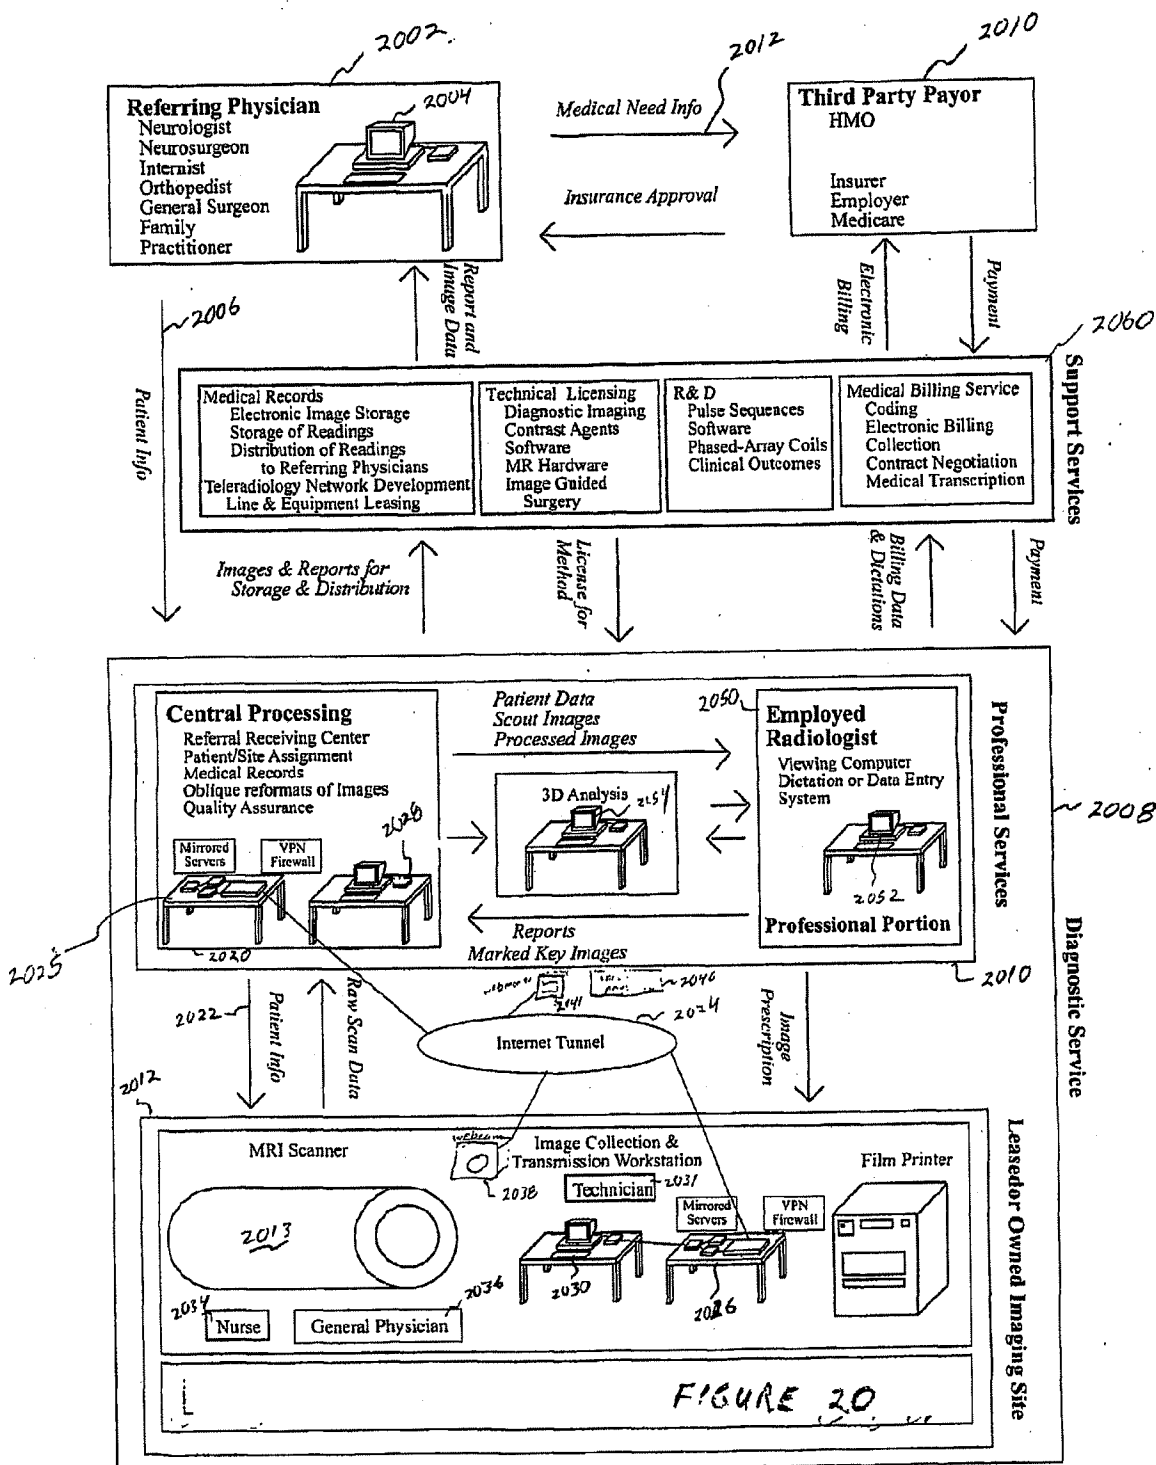 2002
2012
2010
Referring Physician
Neurologist
Neurosurgeon
Internist
Orthopedist
General Surgeon
Family
Practitioner
2004
Medical Need Info
Insurance Approval
Third Party Payor
HMO
Insurer
Employer
Medicare
2006
Patient Info
Report and
Image Data
Electronic
Billing
Payment
2060
Support Services
Medical Records
Electronic Image Storage
Storage of Readings
Distribution of Readings
to Referring Physicians
Teleradiology Network Development
Line & Equipment Leasing
Technical Licensing
Diagnostic Imaging
Contrast Agents
Software
MR Hardware
Image Guided
Surgery
R& D
Pulse Sequences
Software
Phased-Array Coils
Clinical Outcomes
Medical Billing Service
Coding
Electronic Billing
Collection
Contract Negotiation
Medical Transcription
Images & Reports for
Storage & Distribution
License for
Method
Billing Data
& Dictations
Payment
Central Processing
Referral Receiving Center
Patient/Site Assignment
Medical Records
Oblique reformats of Images
Quality Assurance
Mirrored
Servers
VPN
Firewall
2028
2025
2020
Patient Data
Scout Images
Processed Images
3D Analysis
2054
Reports
Marked Key Images
2050
Employed
Radiologist
Viewing Computer
Dictation or Data Entry
System
2052
Professional Portion
Professional Services
2008
2010
Diagnostic Service
2022
Patient Info
Raw Scan Data
2041
2040
2024
Internet Tunnel
Image
Prescription
2012
MRI Scanner
2013
webcam
2038
Image Collection &
Transmission Workstation
Technician
2031
Mirrored
Servers
VPN
Firewall
Film Printer
2030
2026
2034
Nurse
2036
General Physician
Leasedor Owned Imaging Site
FIGURE 20